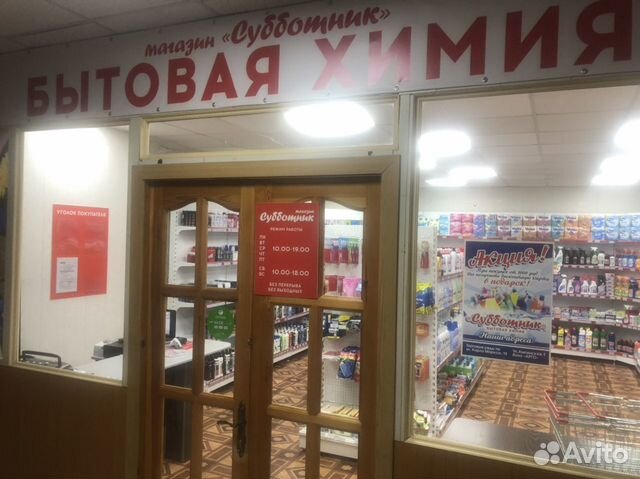 магазин «Субботник»
БЫТОВАЯ ХИМИЯ
УГОЛОК ПОКУПАТЕЛЯ
магазин
Субботник
РЕЖИМ РАБОТЫ
ПН
ВТ
СР
ЧТ
ПТ
10.00-19.00
СБ
ВС
10.00-18.00
БЕЗ ПЕРЕРЫВА
БЕЗ ВЫХОДНЫХ
Акция!
в подарок!
Субботник
БЫТОВАЯ ХИМИЯ
Наши адреса
Avito